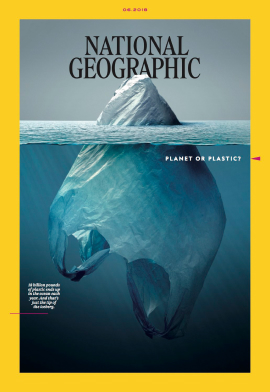 06.2018
NATIONAL
GEOGRAPHIC
PLANET OR PLASTIC?
18 billion pounds
of plastic ends up
in the ocean each
year. And that's
just the tip of
the iceberg.